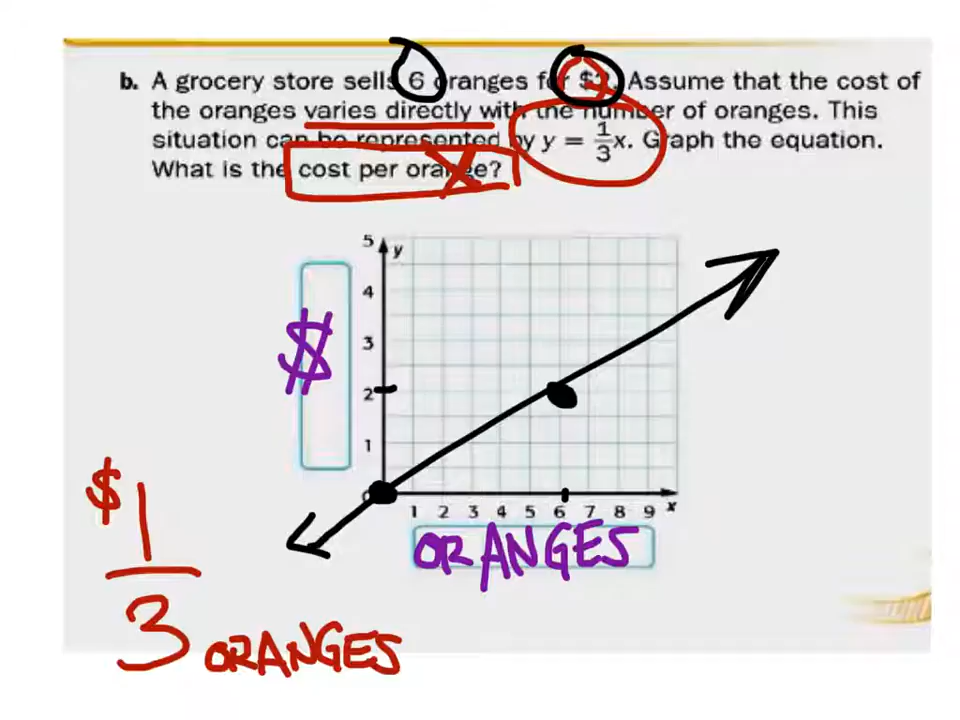 b. A grocery store sells 6 oranges for $2. Assume that the cost of
the oranges varies directly with the number of oranges. This
situation can be represented by y = 1/3 x. Graph the equation.
What is the cost per orange?
X
5 y
4
3
2
1
0
1 2 3 4 5 6 7 8 9 x
$
ORANGES
$1
3 ORANGES